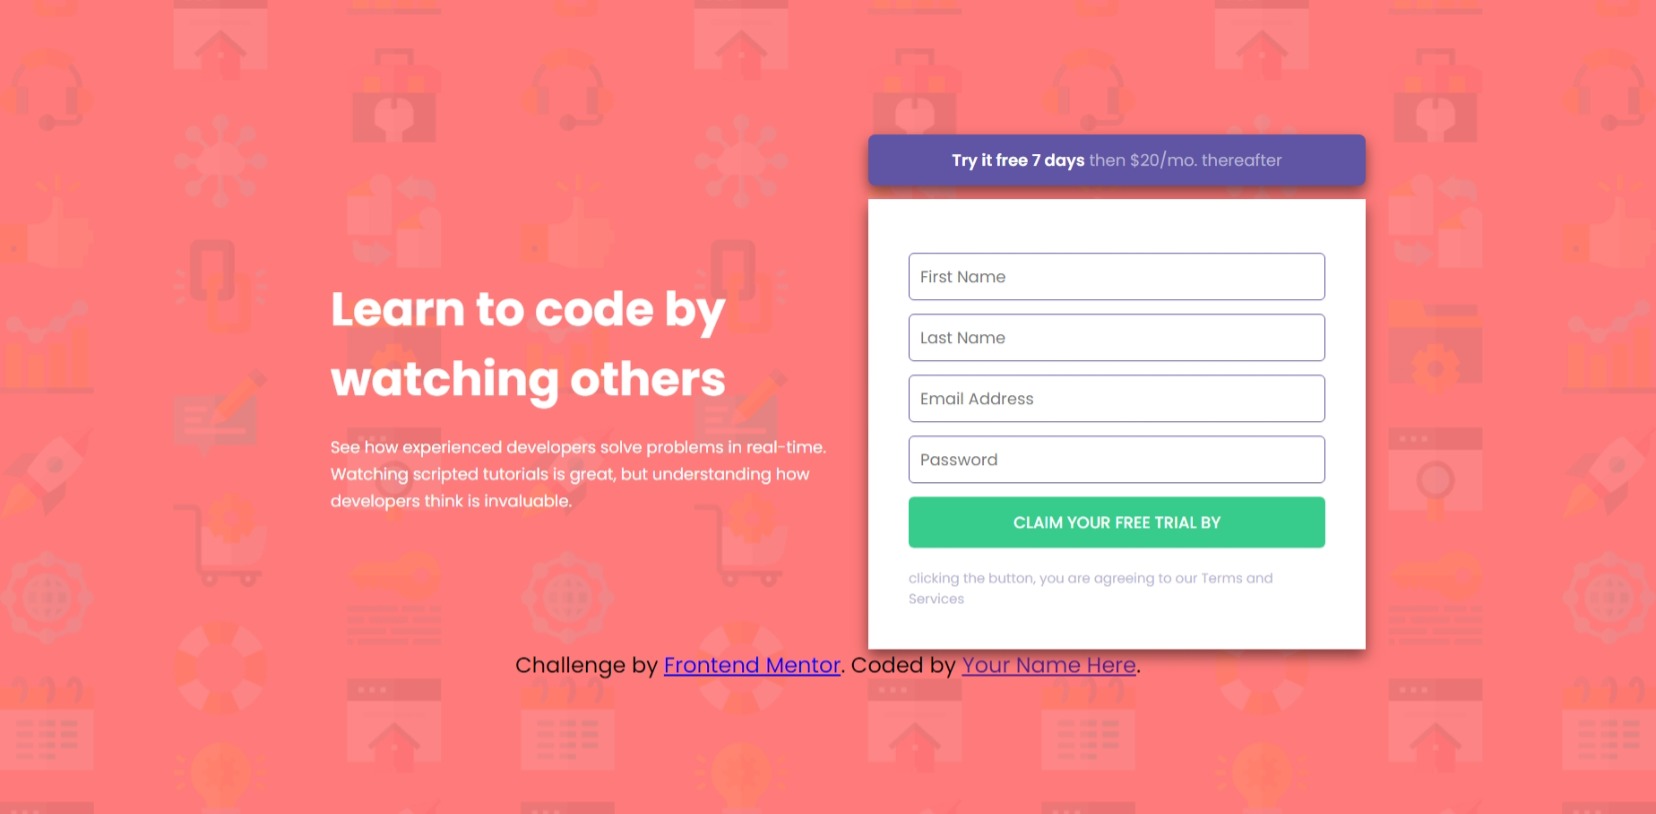 Try it free 7 days then $20/mo. thereafter
Learn to code by
watching others
See how experienced developers solve problems in real-time.
Watching scripted tutorials is great, but understanding how
developers think is invaluable.
First Name
Last Name
Email Address
Password
CLAIM YOUR FREE TRIAL BY
clicking the button, you are agreeing to our Terms and
Services
Challenge by Frontend Mentor. Coded by Your Name Here.